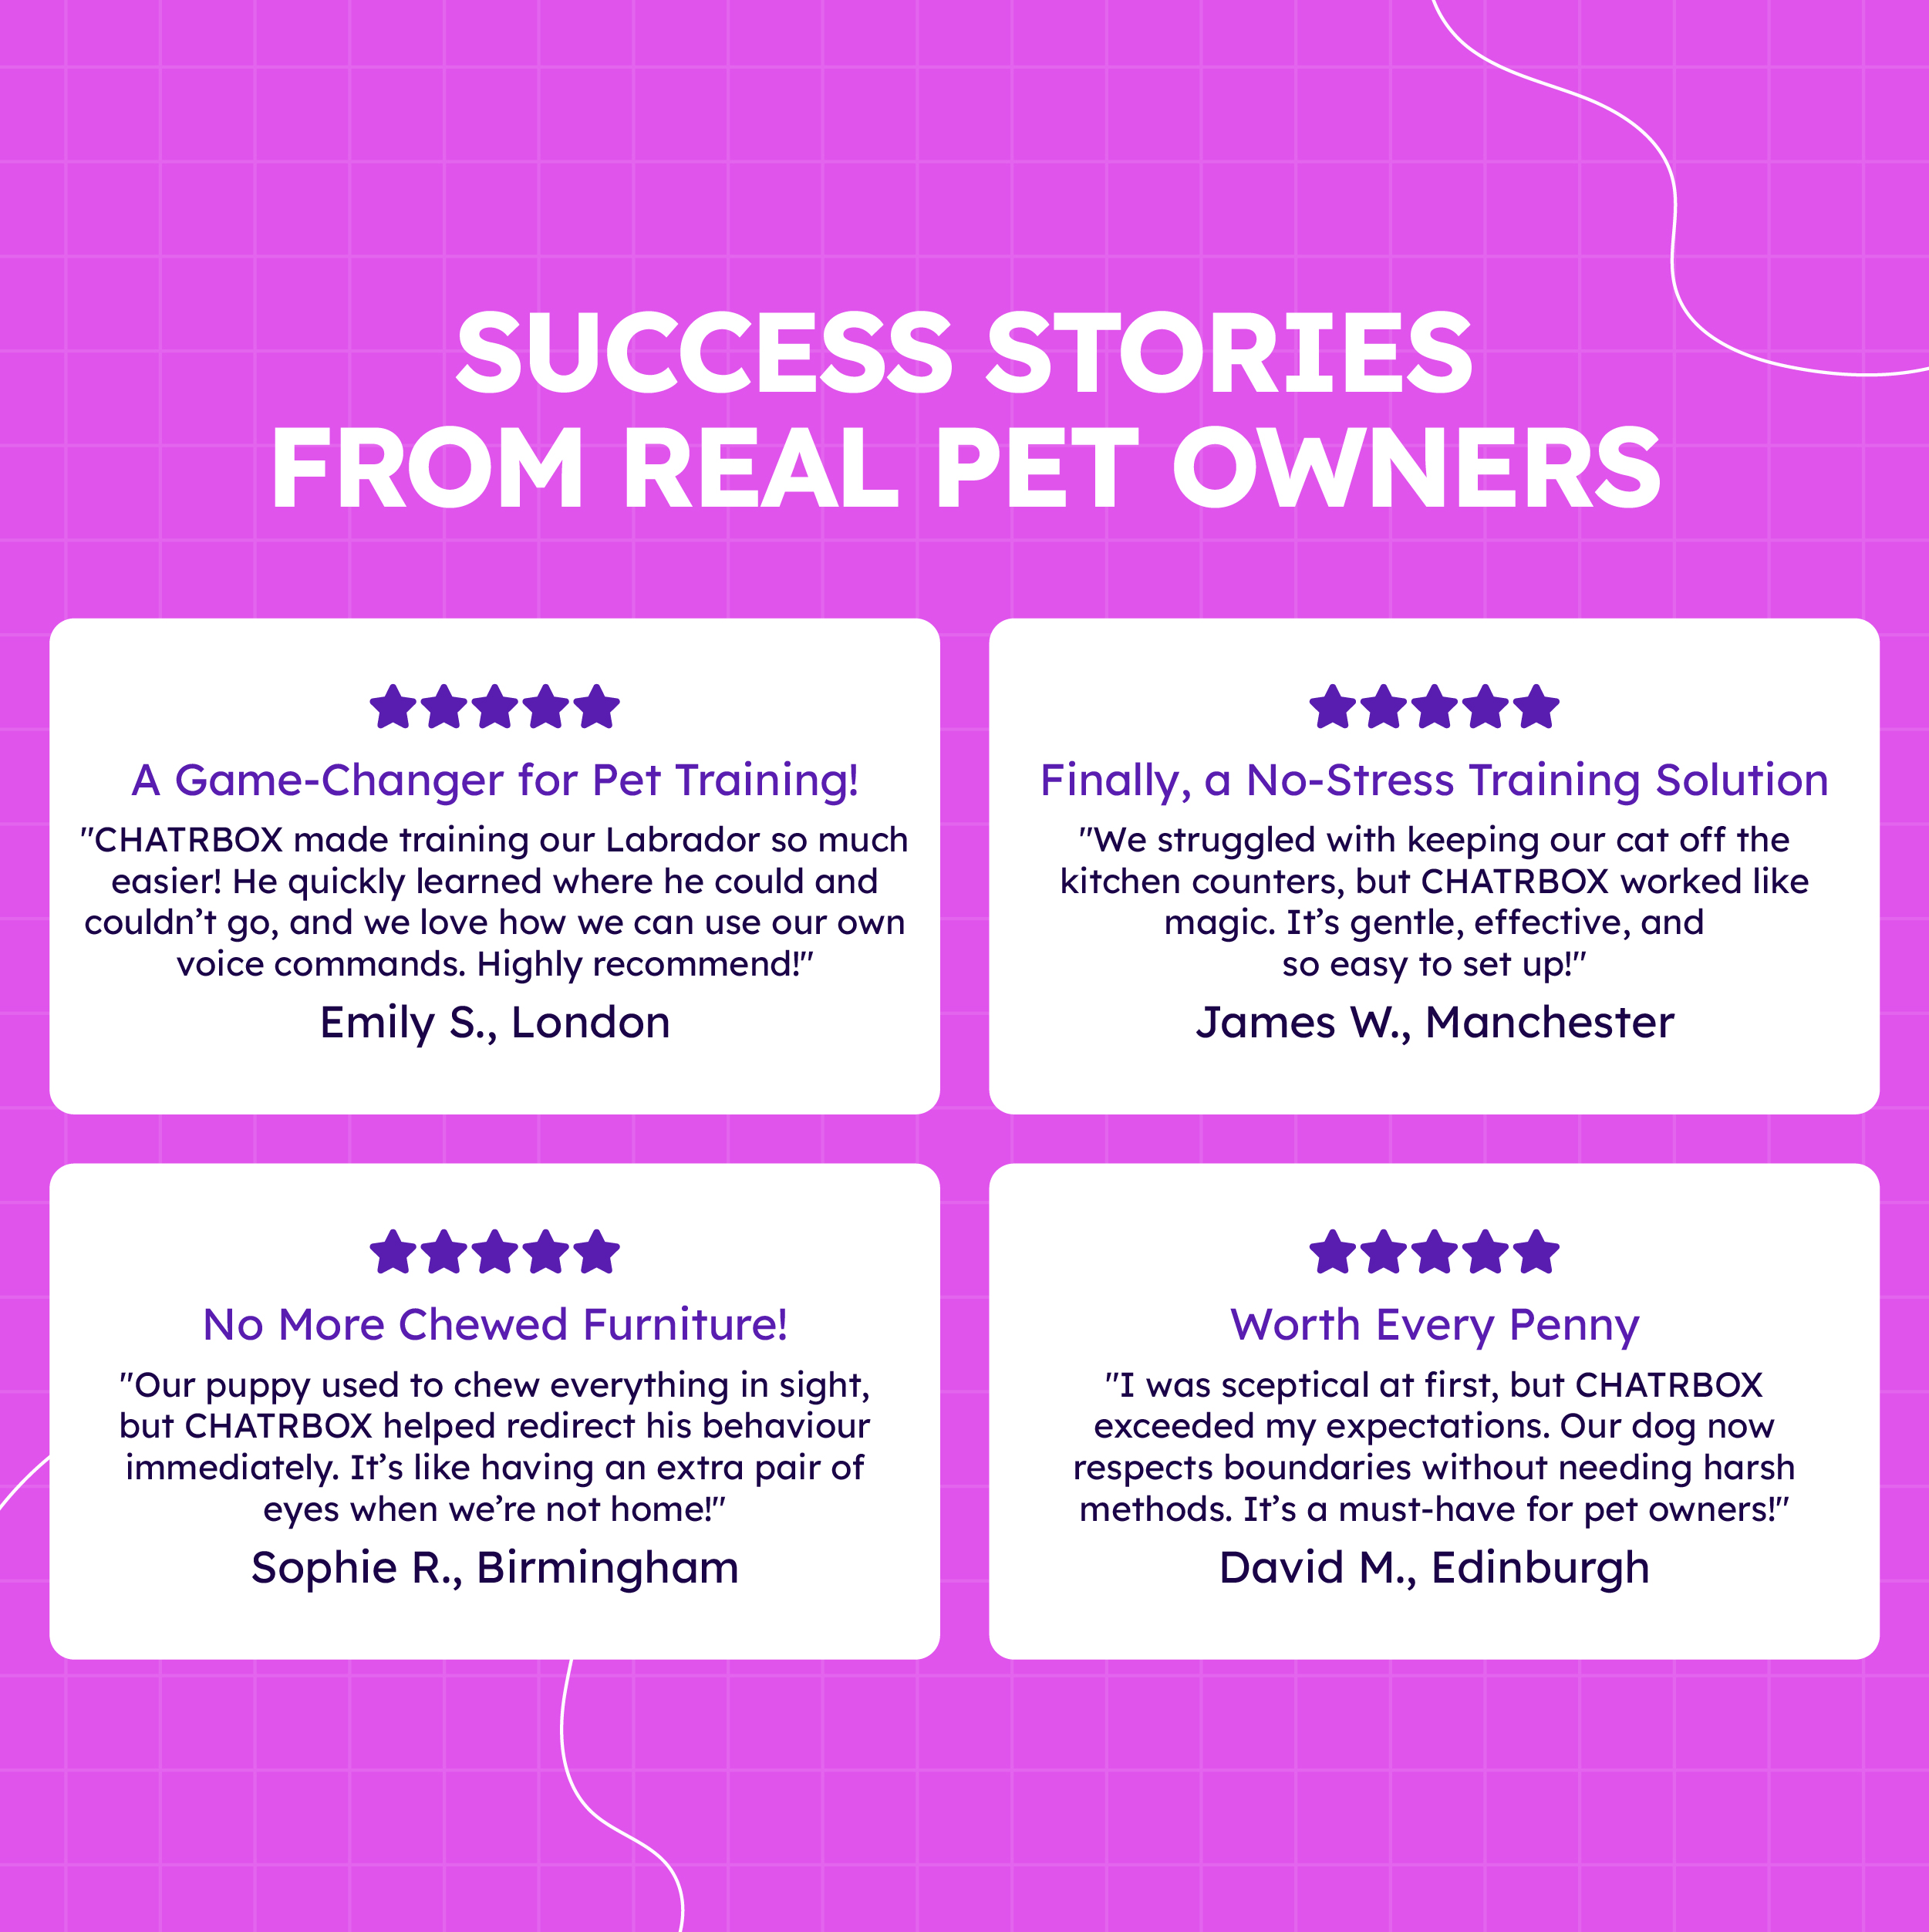 SUCCESS STORIES
FROM REAL PET OWNERS
A Game-Changer for Pet Training!
"CHATRBOX made training our Labrador so much
easier! He quickly learned where he could and
couldn’t go, and we love how we can use our own
voice commands. Highly recommend!"
Emily S., London
Finally, a No-Stress Training Solution
"We struggled with keeping our cat off the
kitchen counters, but CHATRBOX worked like
magic. It’s gentle, effective, and
so easy to set up!"
James W., Manchester
No More Chewed Furniture!
"Our puppy used to chew everything in sight,
but CHATRBOX helped redirect his behaviour
immediately. It’s like having an extra pair of
eyes when we’re not home!"
Sophie R., Birmingham
Worth Every Penny
"I was sceptical at first, but CHATRBOX
exceeded my expectations. Our dog now
respects boundaries without needing harsh
methods. It’s a must-have for pet owners!"
David M., Edinburgh